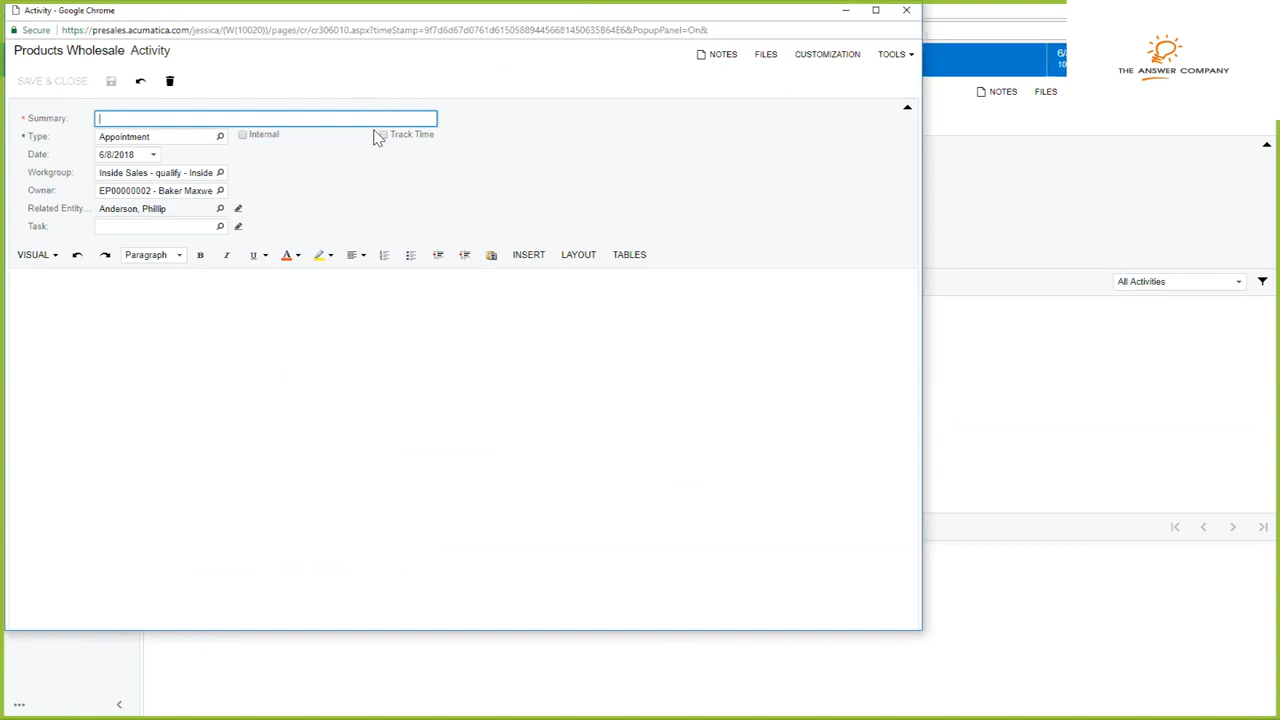 Activity - Google Chrome
Secure https://presales.acumatica.com/jessica/(W(10020))/pages/cr/cr306010.aspx?timeStamp=9f7d6d67d0761d61505889445668145063586 4E6&PopupPanel=On&
Products Wholesale Activity
NOTES FILES CUSTOMIZATION TOOLS
SAVE & CLOSE
* Summary:
* Type: Appointment Internal Track Time
Date: 6/8/2018
Workgroup: Inside Sales - qualify - Inside
Owner: EP00000002 - Baker Maxwe
Related Entity... Anderson, Phillip
Task:
VISUAL Paragraph B I U A INSERT LAYOUT TABLES
6/
10
THE ANSWER COMPANY
NOTES FILES
All Activities